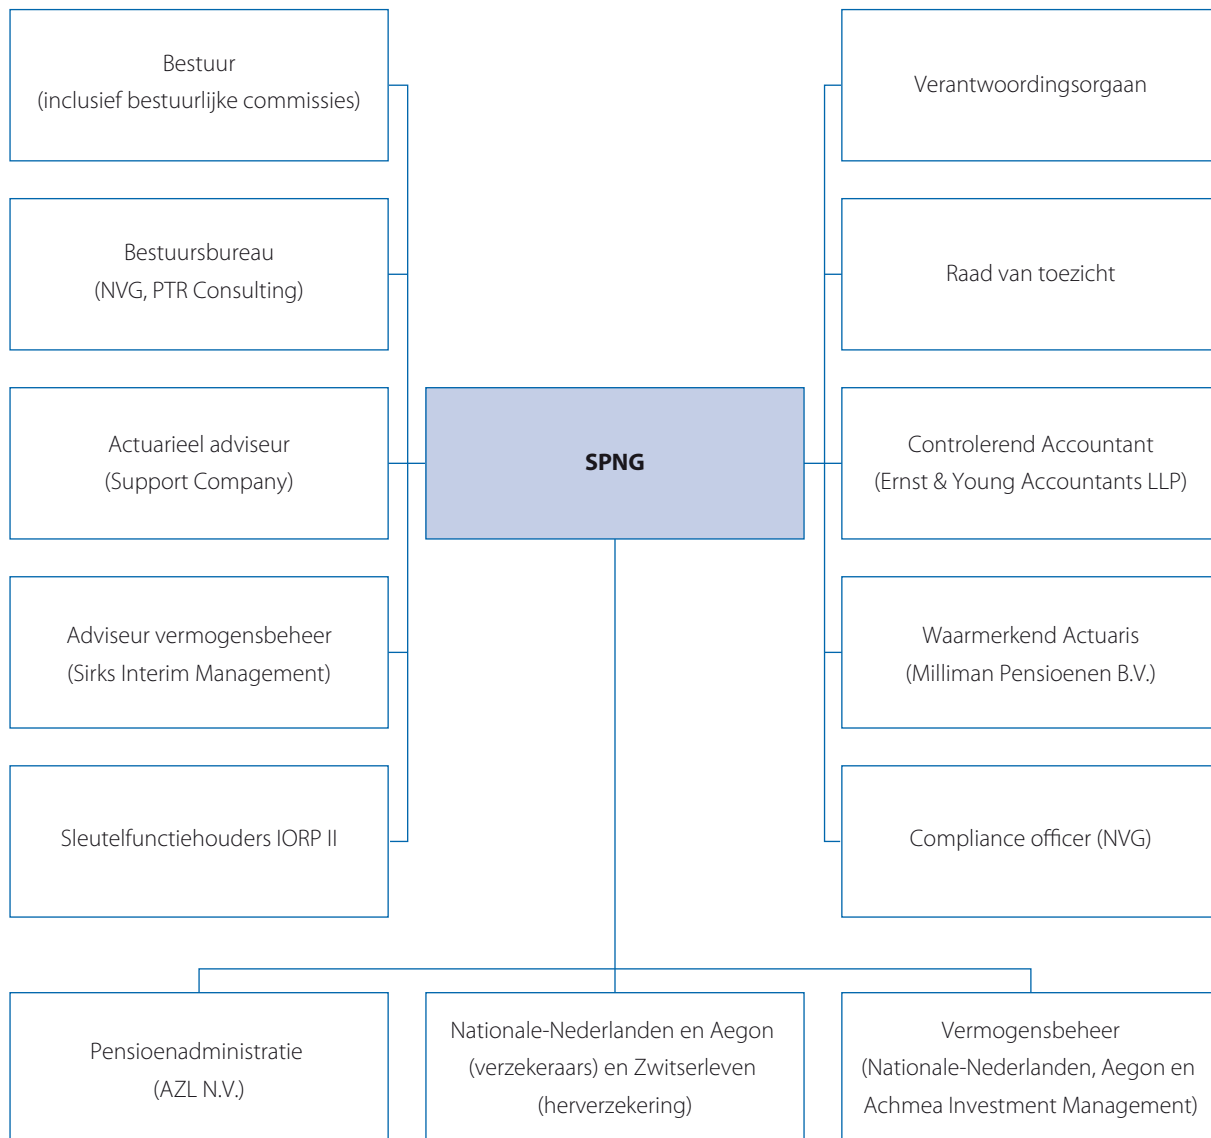 Bestuur
(inclusief bestuurlijke commissies)
Verantwoordingsorgaan
Bestuursbureau
(NVG, PTR Consulting)
Raad van toezicht
Actuarieel adviseur
(Support Company)
SPNG
Controlerend Accountant
(Ernst & Young Accountants LLP)
Adviseur vermogensbeheer
(Sirks Interim Management)
Waarmerkend Actuaris
(Milliman Pensioenen B.V.)
Sleutelfunctiehouders IORP II
Compliance officer (NVG)
Pensioenadministratie
(AZL N.V.)
Nationale-Nederlanden en Aegon
(verzekeraars) en Zwitserleven
(herverzekering)
Vermogensbeheer
(Nationale-Nederlanden, Aegon en
Achmea Investment Management)